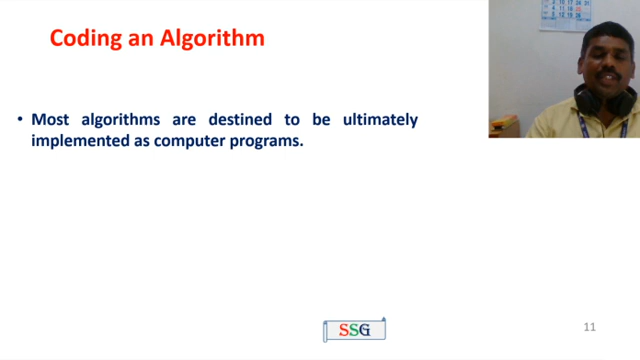 Coding an Algorithm
• Most algorithms are destined to be ultimately
implemented as computer programs.
SSG
11